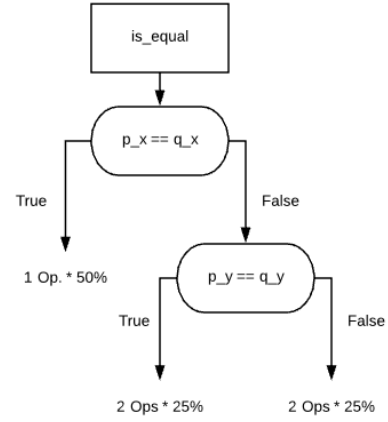 is_equal
p_x == q_x
True
False
1 Op. * 50%
p_y == q_y
True
False
2 Ops * 25%
2 Ops * 25%